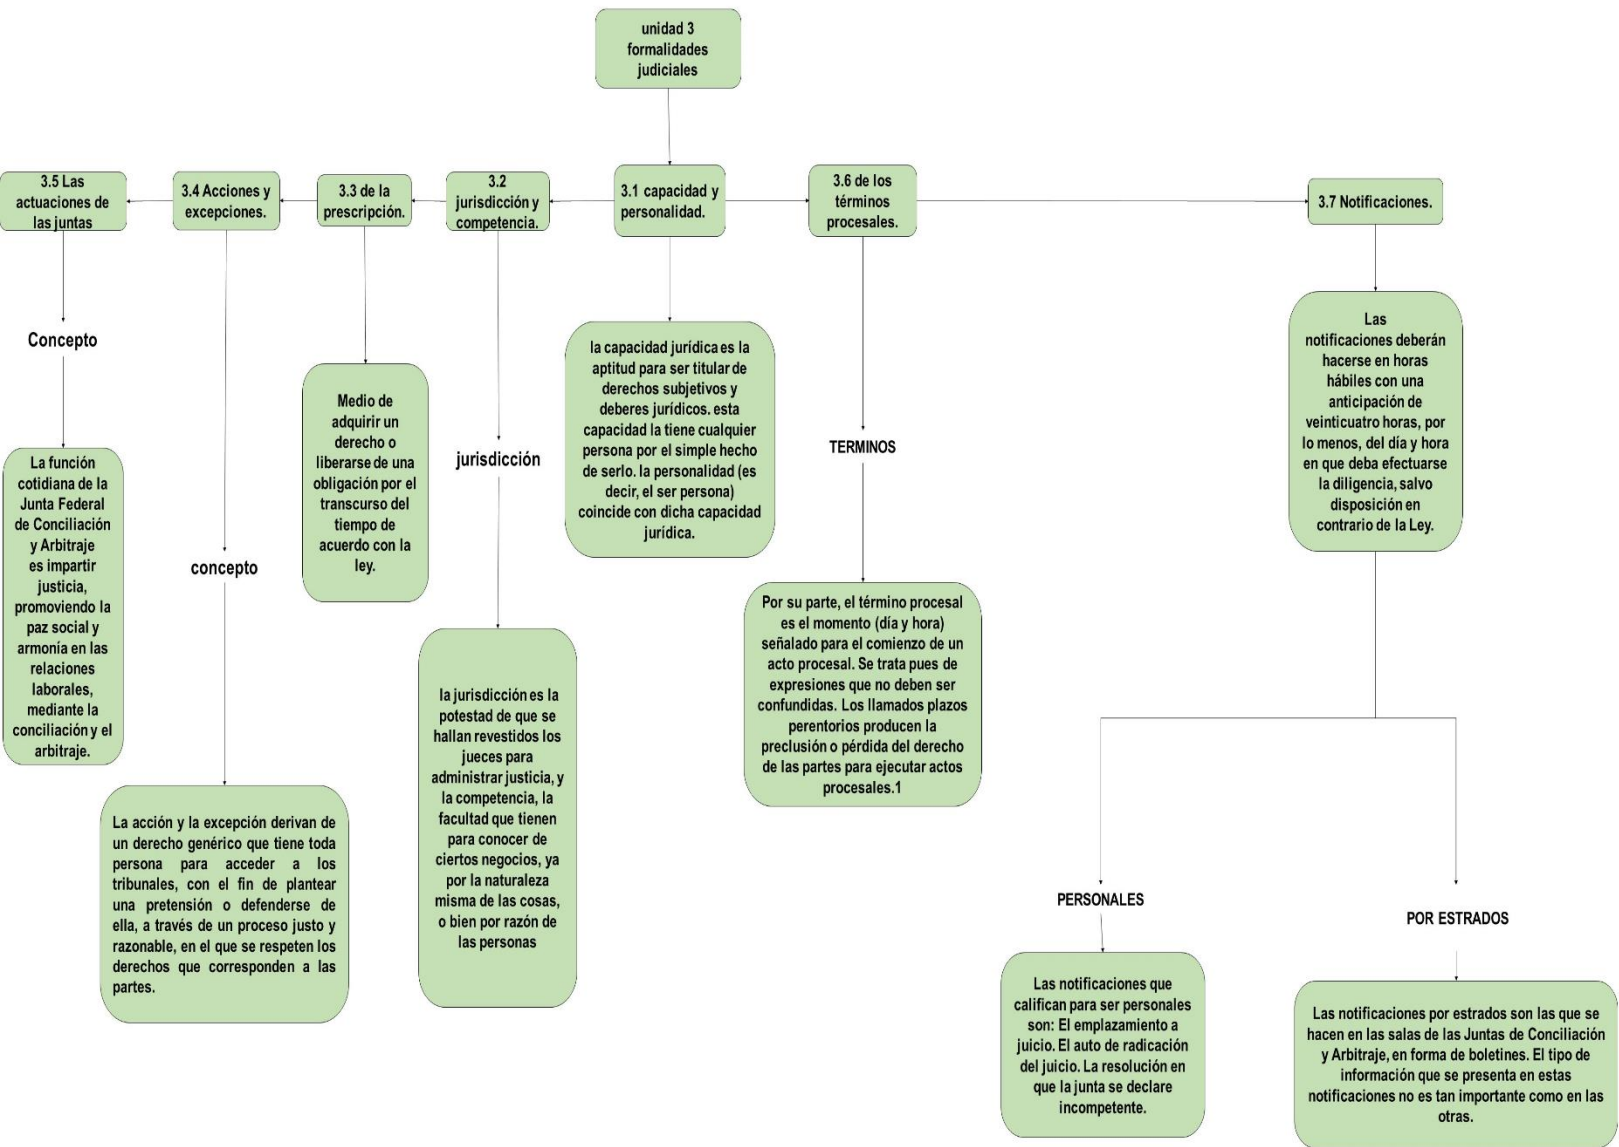 unidad 3
formalidades
judiciales
3.5 Las
actuaciones de
las juntas
3.4 Acciones y
excepciones.
3.3 de la
prescripción.
3.2
jurisdicción y
competencia.
3.1 capacidad y
personalidad.
3.6 de los
términos
procesales.
3.7 Notificaciones.
Concepto
La función
cotidiana de la
Junta Federal
de Conciliación
y Arbitraje
es impartir
justicia,
promoviendo la
paz social y
armonía en las
relaciones
laborales,
mediante la
conciliación y el
arbitraje.
concepto
La acción y la excepción derivan de
un derecho genérico que tiene toda
persona para acceder a los
tribunales, con el fin de plantear
una pretensión o defenderse de
ella, a través de un proceso justo y
razonable, en el que se respeten los
derechos que corresponden a las
partes.
Medio de
adquirir un
derecho o
liberarse de una
obligación por el
transcurso del
tiempo de
acuerdo con la
ley.
jurisdicción
la jurisdicción es la
potestad de que se
hallan revestidos los
jueces para
administrar justicia, y
la competencia, la
facultad que tienen
para conocer de
ciertos negocios, ya
por la naturaleza
misma de las cosas,
o bien por razón de
las personas
la capacidad jurídica es la
aptitud para ser titular de
derechos subjetivos y
deberes jurídicos. esta
capacidad la tiene cualquier
persona por el simple hecho
de serlo. la personalidad (es
decir, el ser persona)
coincide con dicha capacidad
jurídica.
TERMINOS
Por su parte, el término procesal
es el momento (día y hora)
señalado para el comienzo de un
acto procesal. Se trata pues de
expresiones que no deben ser
confundidas. Los llamados plazos
perentorios producen la
preclusión o pérdida del derecho
de las partes para ejecutar actos
procesales.1
Las
notificaciones deberán
hacerse en horas
hábiles con una
anticipación de
veinticuatro horas, por
lo menos, del día y hora
en que deba efectuarse
la diligencia, salvo
disposición en
contrario de la Ley.
PERSONALES
Las notificaciones que
califican para ser personales
son: El emplazamiento a
juicio. El auto de radicación
del juicio. La resolución en
que la junta se declare
incompetente.
POR ESTRADOS
Las notificaciones por estrados son las que se
hacen en las salas de las Juntas de Conciliación
y Arbitraje, en forma de boletines. El tipo de
información que se presenta en estas
notificaciones no es tan importante como en las
otras.